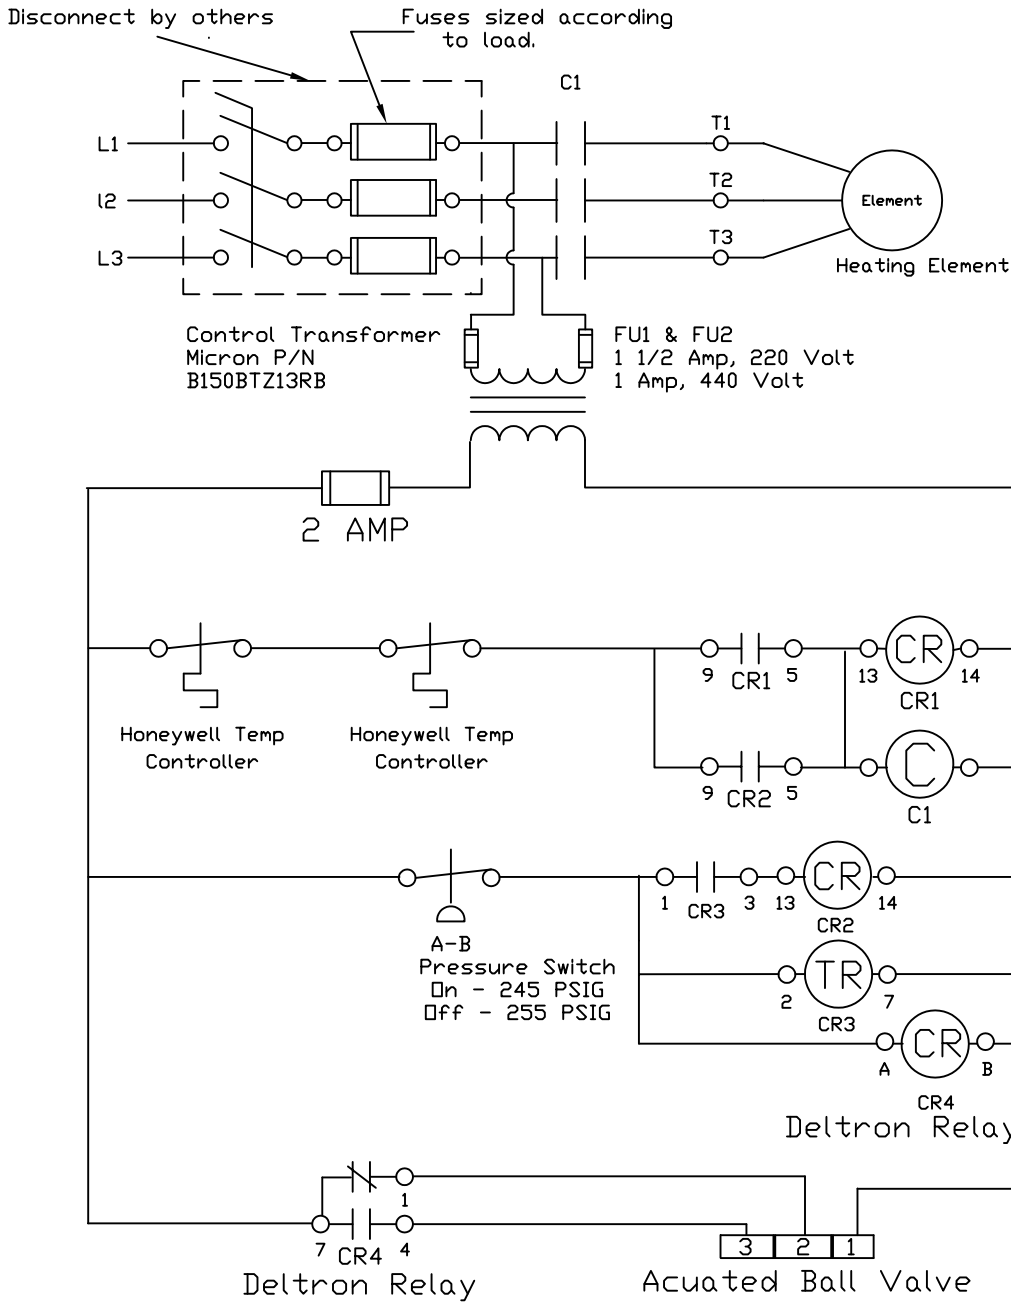 Disconnect by others
Fuses sized according
to load.
C1
L1
T1
l2
T2
Element
L3
T3
Heating Element
Control Transformer
Micron P/N
B150BTZ13RB
FU1 & FU2
1 1/2 Amp, 220 Volt
1 Amp, 440 Volt
2 AMP
Honeywell Temp
Controller
Honeywell Temp
Controller
9
CR1
5
13
CR
14
CR1
9
CR2
5
C
C1
A-B
Pressure Switch
On - 245 PSIG
Off - 255 PSIG
1
CR3
3
13
CR
14
CR2
2
TR
7
CR3
A
CR
B
CR4
Deltron Relay
1
7
CR4
4
Deltron Relay
3
2
1
Acuated Ball Valve